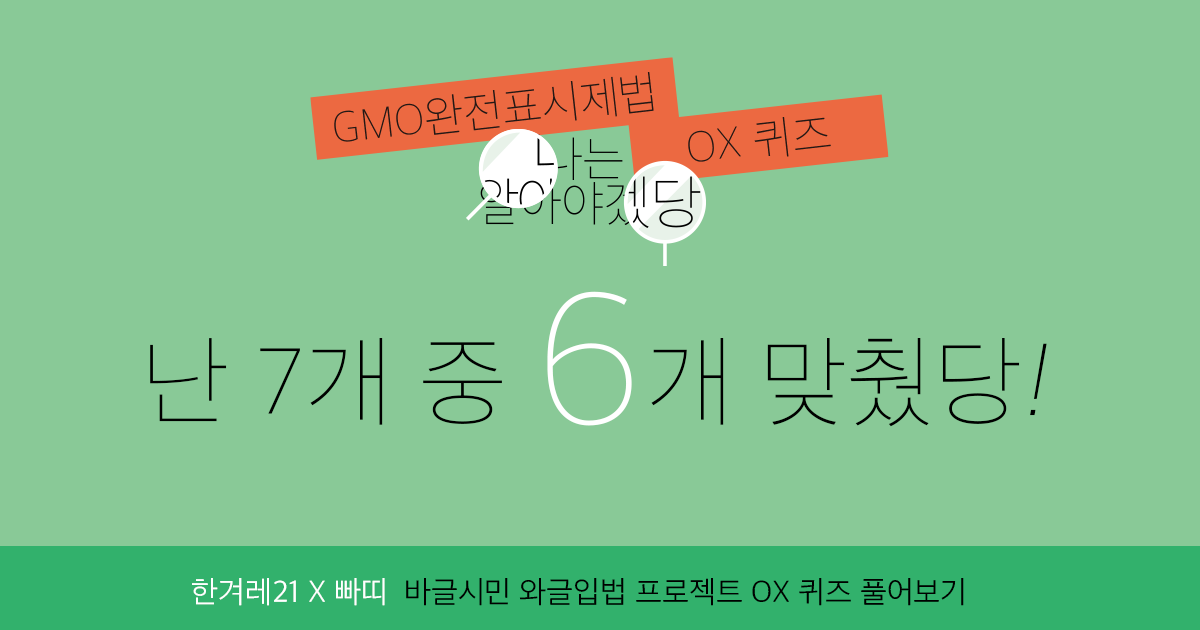 GMO완전표시제법
OX 퀴즈
나는
알아야겠당
난 7개 중 6개 맞췄당!
한겨레21 X 빠띠 바글시민 와글입법 프로젝트 OX 퀴즈 풀어보기